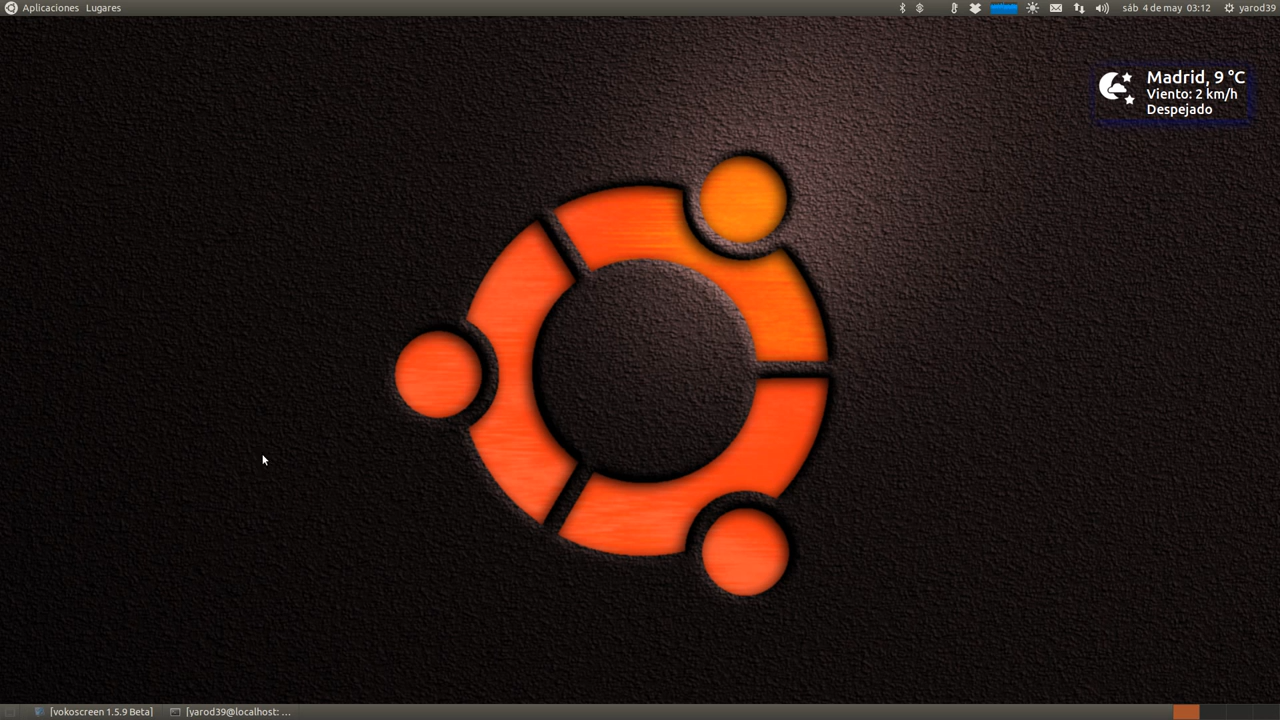 Aplicaciones Lugares
sáb 4 de may 03:12 yarod39
Madrid, 9 °C
Viento: 2 km/h
Despejado
[vokoscreen 1.5.9 Beta] [yarod39@localhost: ...